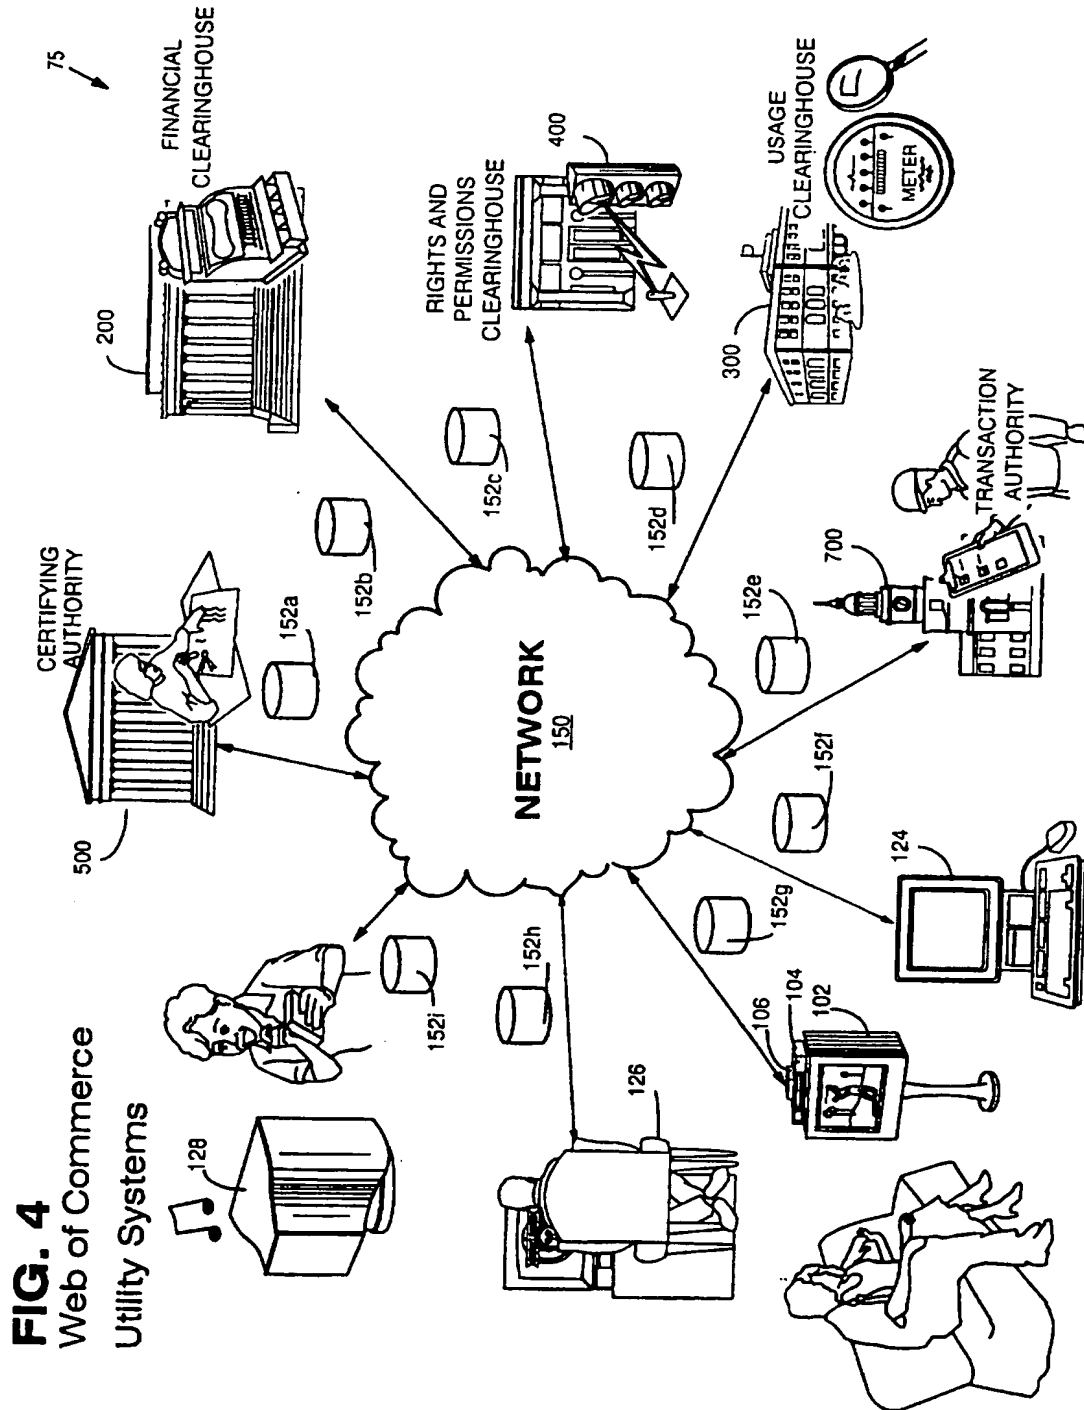 FIG. 4
Web of Commerce
Utility Systems
75
128
152i
500
CERTIFYING
AUTHORITY
152a
152b
200
FINANCIAL
CLEARINGHOUSE
152c
RIGHTS AND
PERMISSIONS
CLEARINGHOUSE
400
152h
NETWORK
150
152d
126
300
USAGE
CLEARINGHOUSE
METER
152g
152e
106
104
102
152f
124
700
TRANSACTION
AUTHORITY